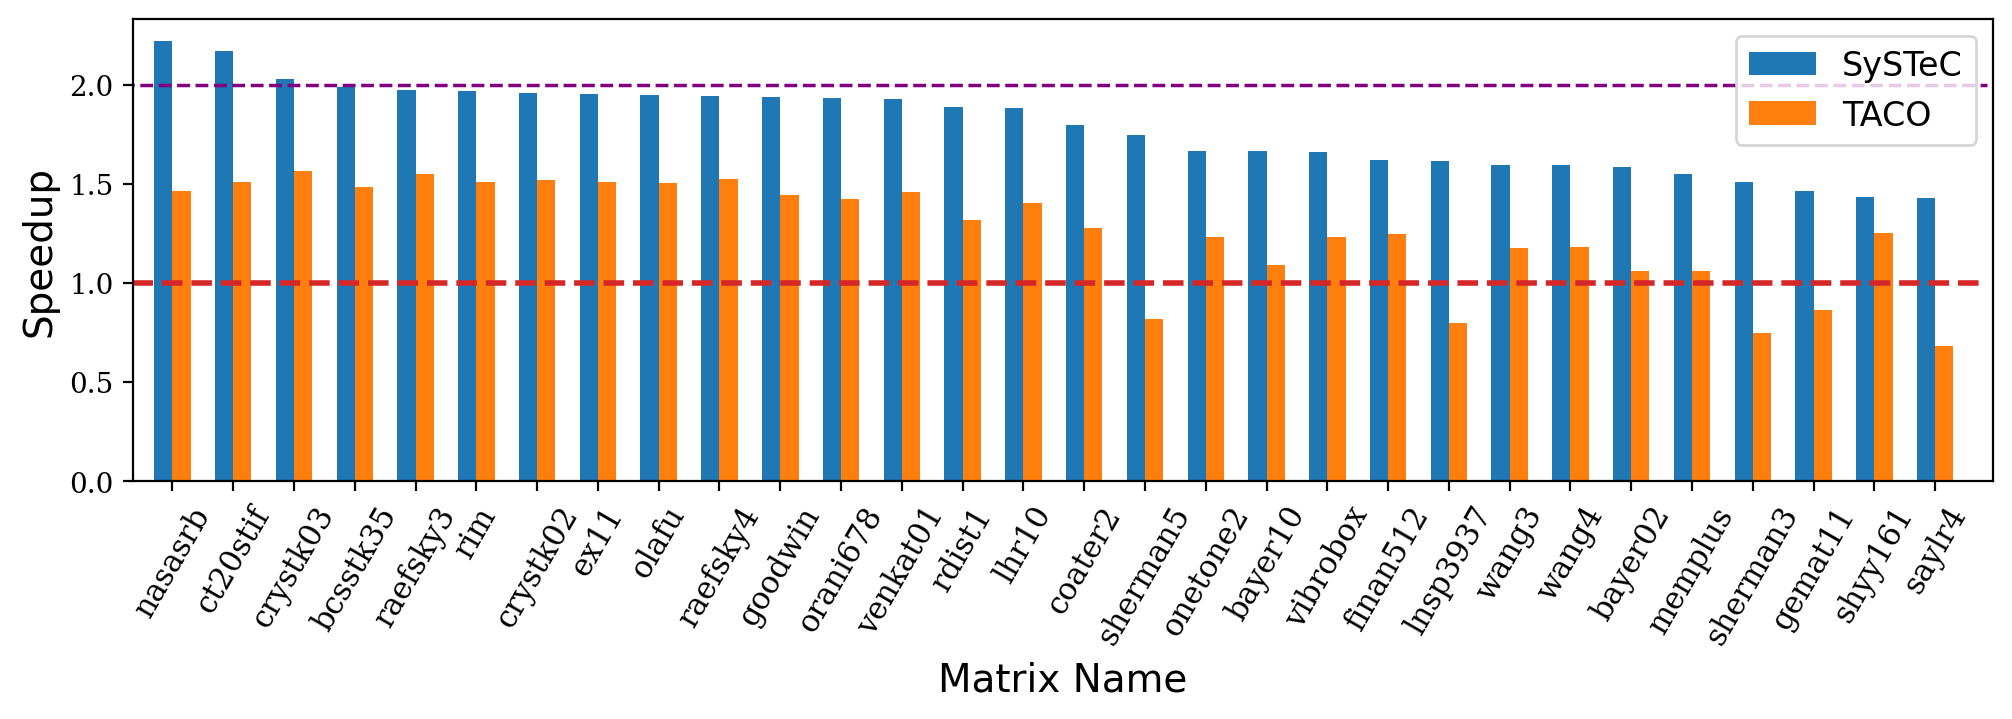 SySTeC
TACO
Speedup
2.0
1.5
1.0
0.5
0.0
nasasrb
ct20stif
crystk03
bcsstk35
raefsky3
rim
crystk02
ex11
olafu
raefsky4
goodwin
orani678
venkat01
rdist1
lhr10
coater2
sherman5
onetone2
bayer10
vibrobox
finan512
lnsp3937
wang3
wang4
bayer02
memplus
sherman3
gemat11
shyy161
saylr4
Matrix Name